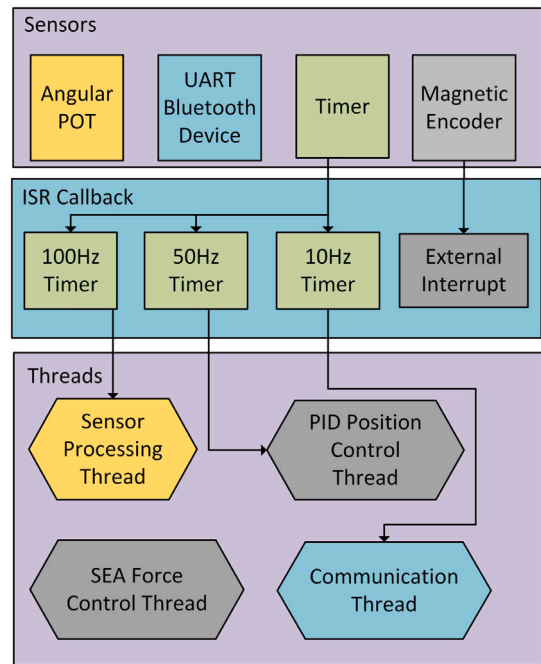 Sensors
Angular
POT
UART
Bluetooth
Device
Timer
Magnetic
Encoder
ISR Callback
100Hz
Timer
50Hz
Timer
10Hz
Timer
External
Interrupt
Threads
Sensor
Processing
Thread
PID Position
Control
Thread
SEA Force
Control Thread
Communication
Thread